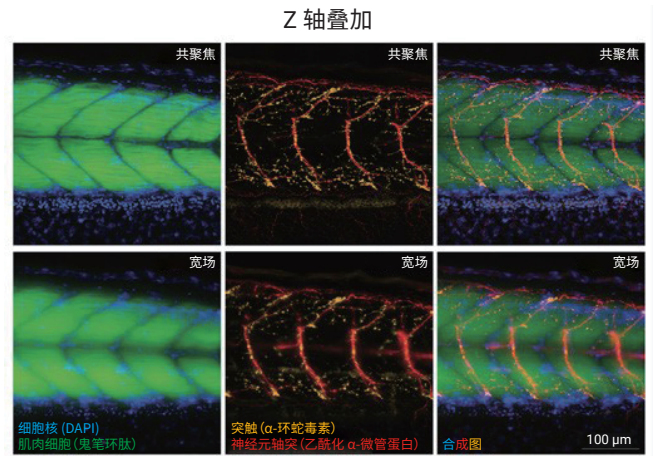 Z 轴叠加
共聚焦
共聚焦
共聚焦
宽场
宽场
宽场
细胞核 (DAPI)
肌肉细胞 (鬼笔环肽)
突触 (α-环蛇毒素)
神经元轴突 (乙酰化 α-微管蛋白)
合成图
100 μm